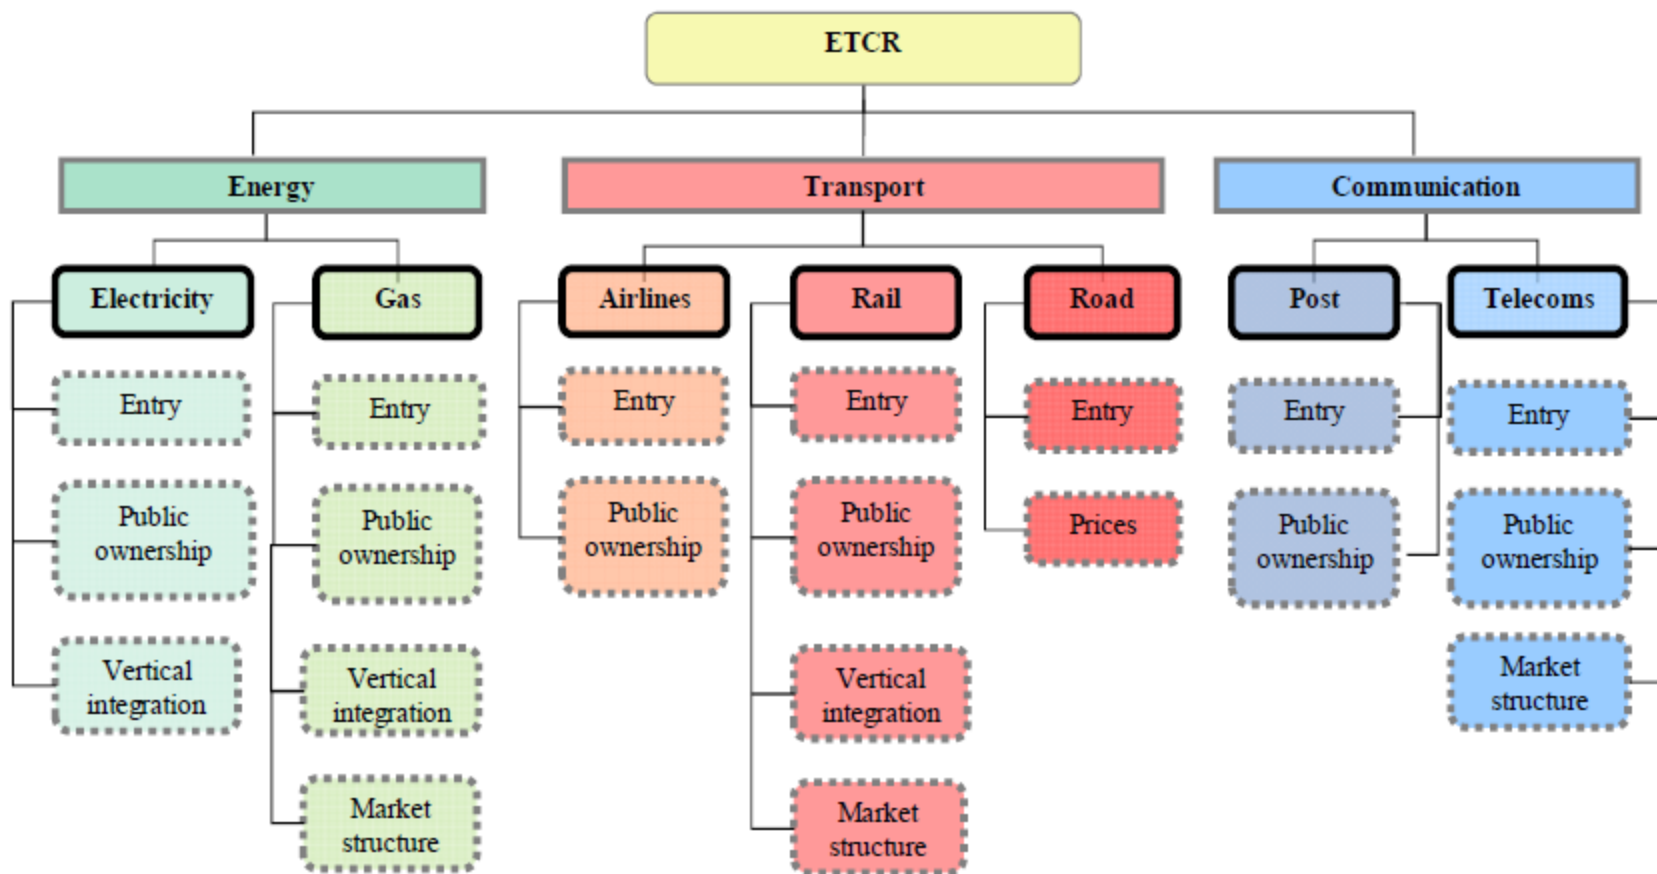 ETCR
Energy
Transport
Communication
Electricity
Gas
Airlines
Rail
Road
Post
Telecoms
Entry
Public
ownership
Vertical
integration
Entry
Public
ownership
Vertical
integration
Market
structure
Entry
Public
ownership
Entry
Public
ownership
Vertical
integration
Market
structure
Entry
Prices
Entry
Public
ownership
Entry
Public
ownership
Market
structure